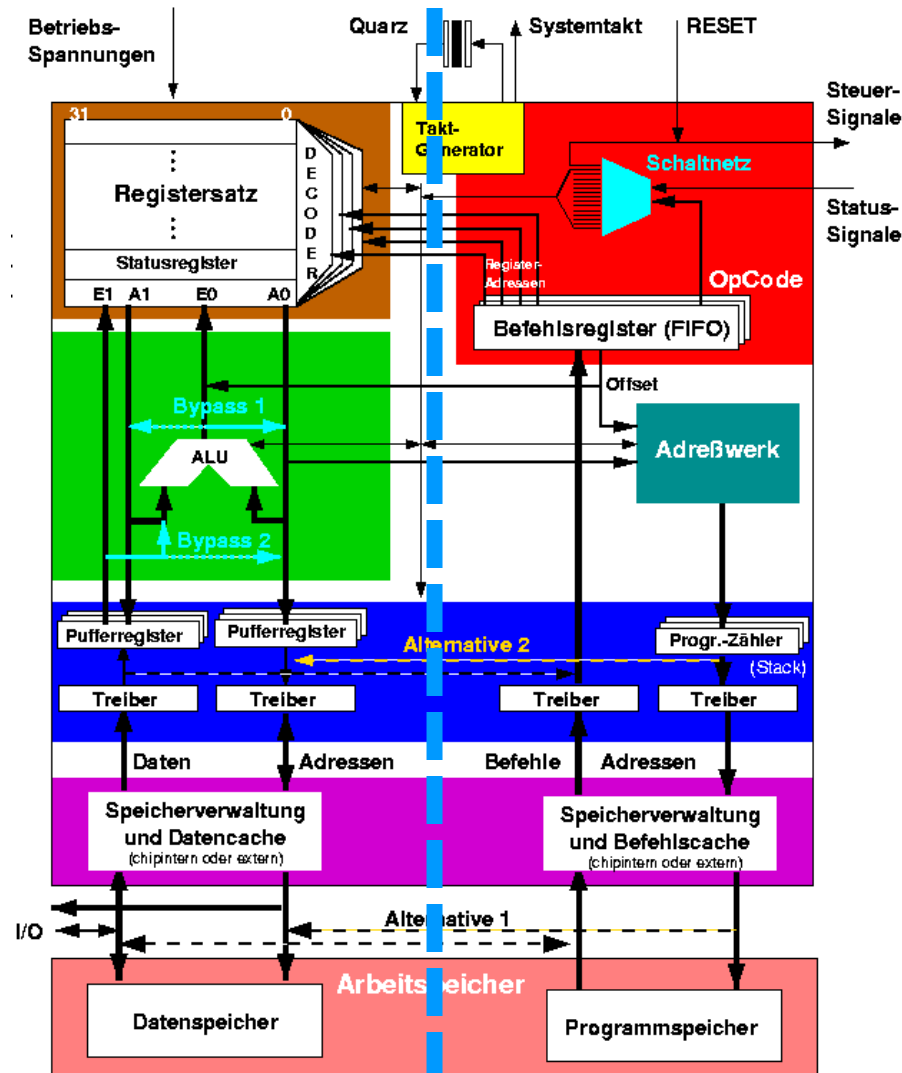 Betriebs-
Spannungen
Quarz
Systemtakt
RESET
Steuer-
Signale
31
0
Takt-
Generator
DECODER
Registersatz
Schaltnetz
Status-
Signale
Statusregister
Register-
Adressen
OpCode
E1 A1 E0 A0
Befehlsregister (FIFO)
Offset
Bypass 1
ALU
Adreßwerk
Bypass 2
Pufferregister
Pufferregister
Progr.-Zähler
Alternative 2
(Stack)
Treiber
Treiber
Treiber
Treiber
Daten
Adressen
Befehle
Adressen
Speicherverwaltung
und Datencache
(chipintern oder extern)
Speicherverwaltung
und Befehlscache
(chipintern oder extern)
I/O
Alternative 1
Arbeitsspeicher
Datenspeicher
Programmspeicher